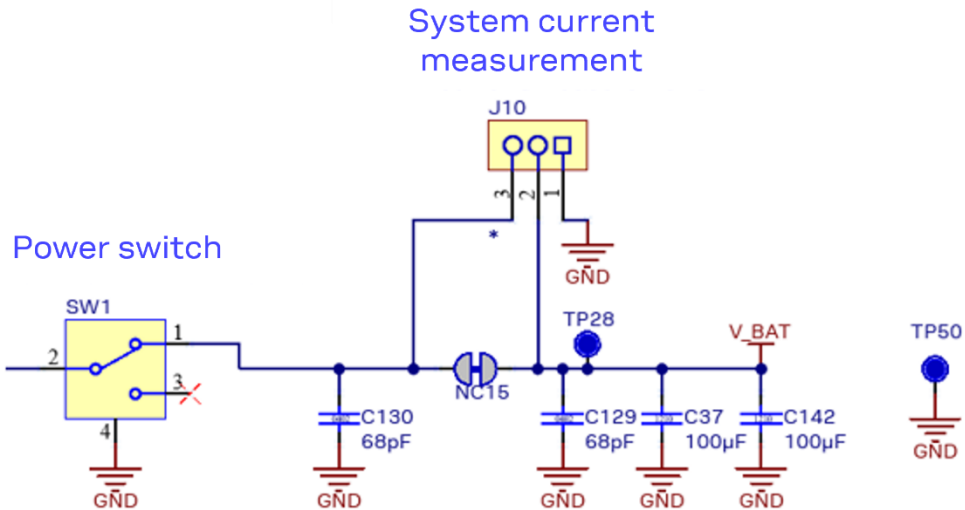 System current
measurement
J10
3 2 1
*
GND
Power switch
SW1
2
1
3
4
GND
TP28
V_BAT
TP50
NC15
C130
68pF
GND
C129
68pF
GND
C37
100µF
GND
C142
100µF
GND
GND